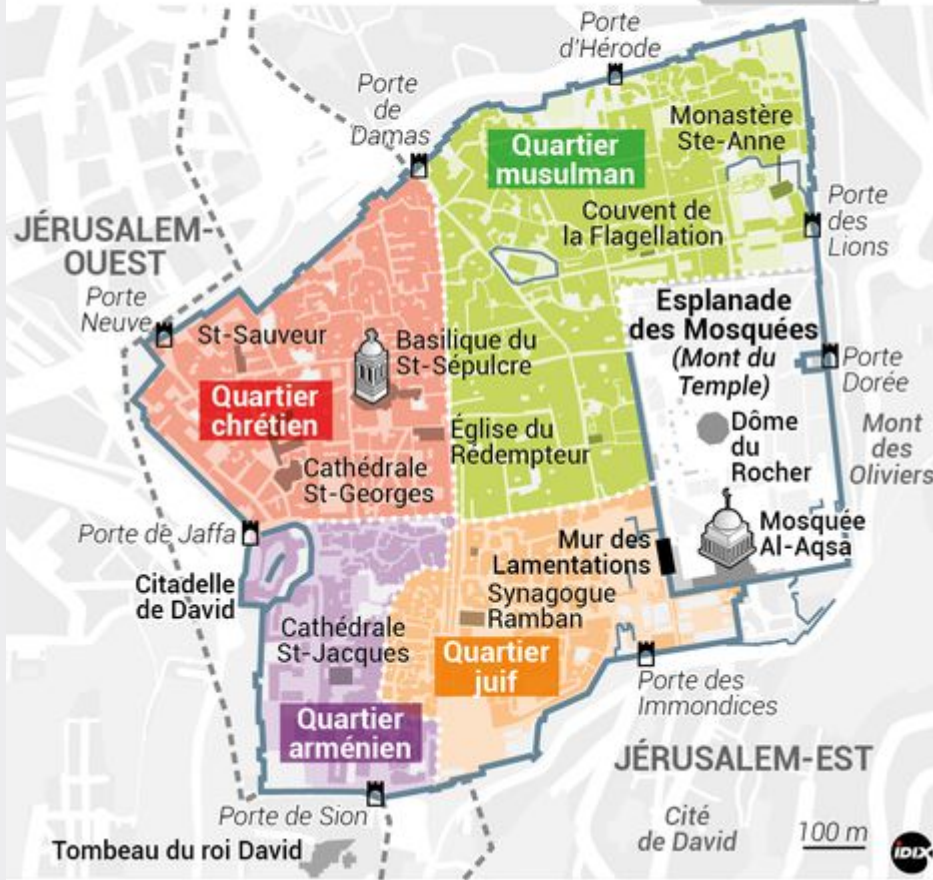 Porte
d'Hérode
Porte
de
Damas
Monastère
Ste-Anne
Quartier
musulman
Couvent de
la Flagellation
Porte
des
Lions
JÉRUSALEM-
OUEST
Porte
Neuve
St-Sauveur
Basilique du
St-Sépulcre
Esplanade
des Mosquées
(Mont du
Temple)
Porte
Dorée
Quartier
chrétien
Église du
Rédempteur
Dôme
du
Rocher
Mont
des
Oliviers
Cathédrale
St-Georges
Porte de Jaffa
Mosquée
Al-Aqsa
Mur des
Lamentations
Citadelle
de David
Synagogue
Ramban
Cathédrale
St-Jacques
Quartier
juif
Porte des
Immondices
Quartier
arménien
JÉRUSALEM-EST
Porte de Sion
Cité
de David
100 m
Tombeau du roi David
iDIX